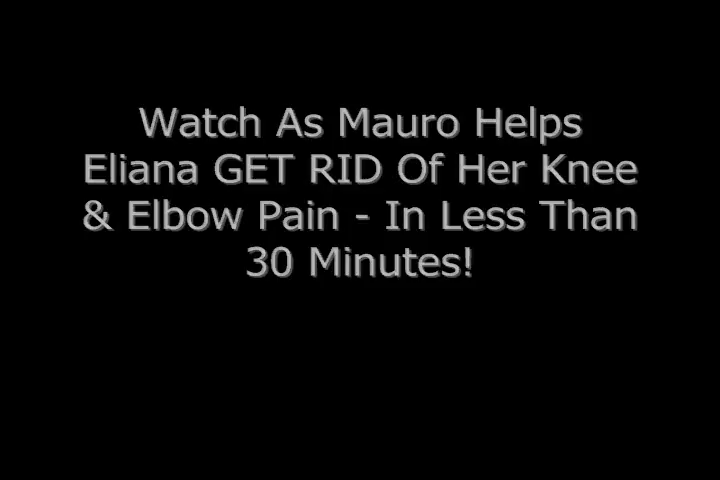 Watch As Mauro Helps
Eliana GET RID Of Her Knee
& Elbow Pain - In Less Than
30 Minutes!